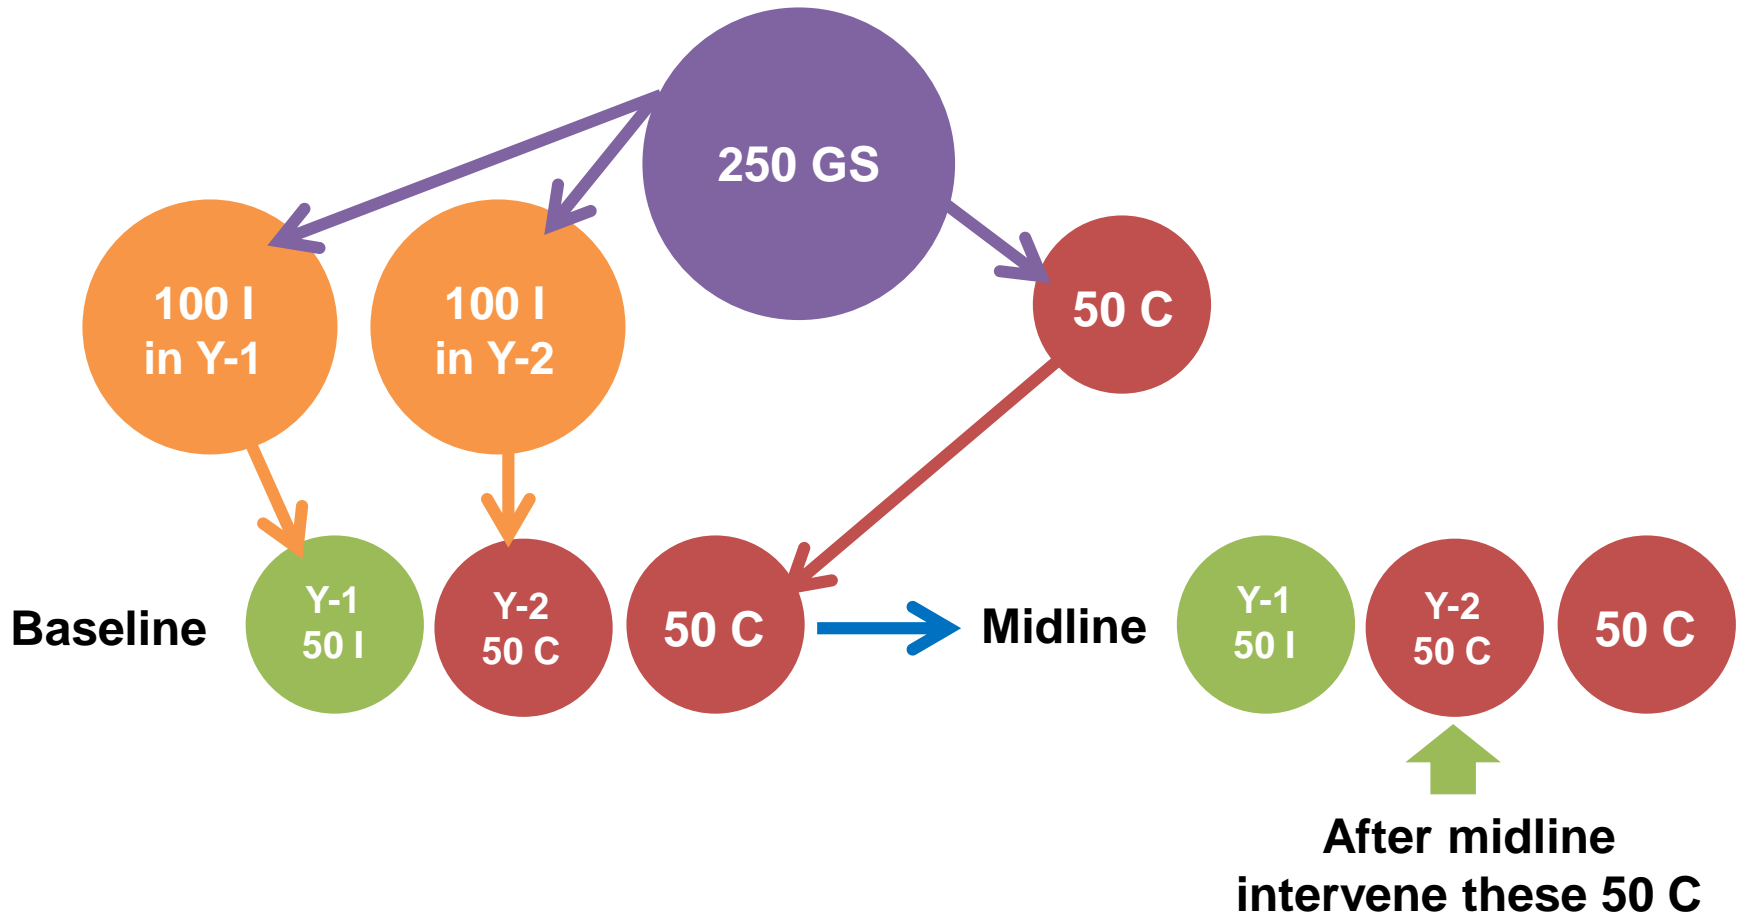 250 GS
100 I
in Y-1
100 I
in Y-2
50 C
Baseline
Y-1
50 I
Y-2
50 C
50 C
Midline
Y-1
50 I
Y-2
50 C
50 C
After midline
intervene these 50 C